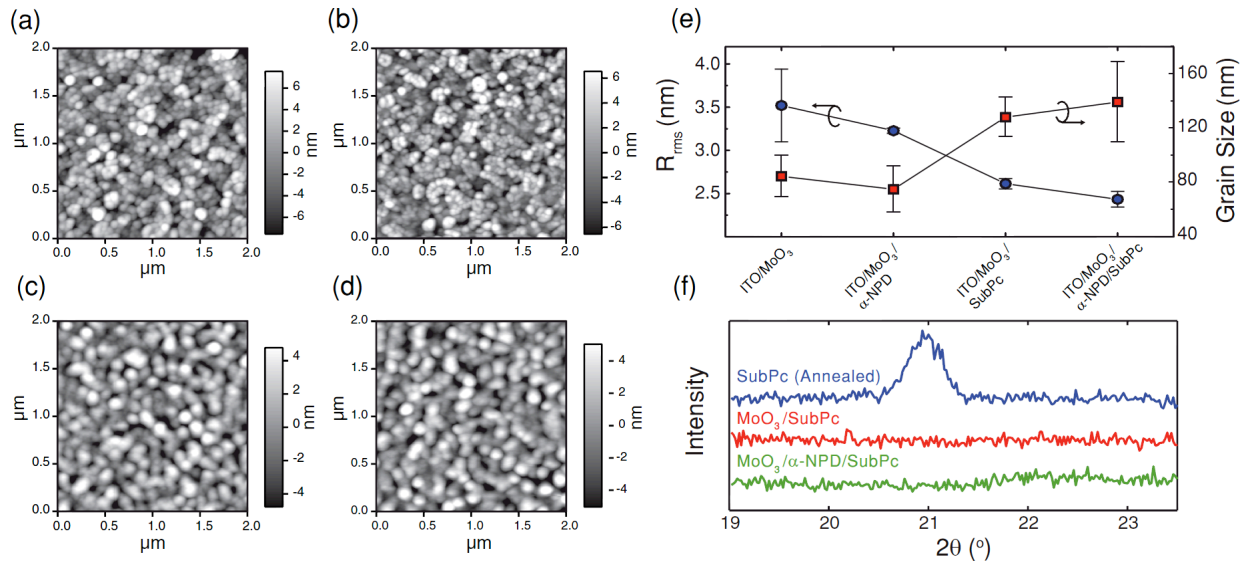 (a)
2.0
1.5
1.0
0.5
0.0
µm
0.0 0.5 1.0 1.5 2.0
µm
6
4
2
0
-2
-4
-6
nm
(b)
2.0
1.5
1.0
0.5
0.0
µm
0.0 0.5 1.0 1.5 2.0
µm
6
4
2
0
-2
-4
-6
nm
(c)
2.0
1.5
1.0
0.5
0.0
µm
0.0 0.5 1.0 1.5 2.0
µm
4
2
0
-2
-4
nm
(d)
2.0
1.5
1.0
0.5
0.0
µm
0.0 0.5 1.0 1.5 2.0
µm
4
2
0
-2
-4
nm
(e)
4.0
3.5
3.0
2.5
Rrms (nm)
160
120
80
40
Grain Size (nm)
ITO/MoO3
ITO/MoO3/
α-NPD
ITO/MoO3/
SubPc
ITO/MoO3/
α-NPD/SubPc
(f)
Intensity
SubPc (Annealed)
MoO3/SubPc
MoO3/α-NPD/SubPc
19 20 21 22 23
2θ (o)